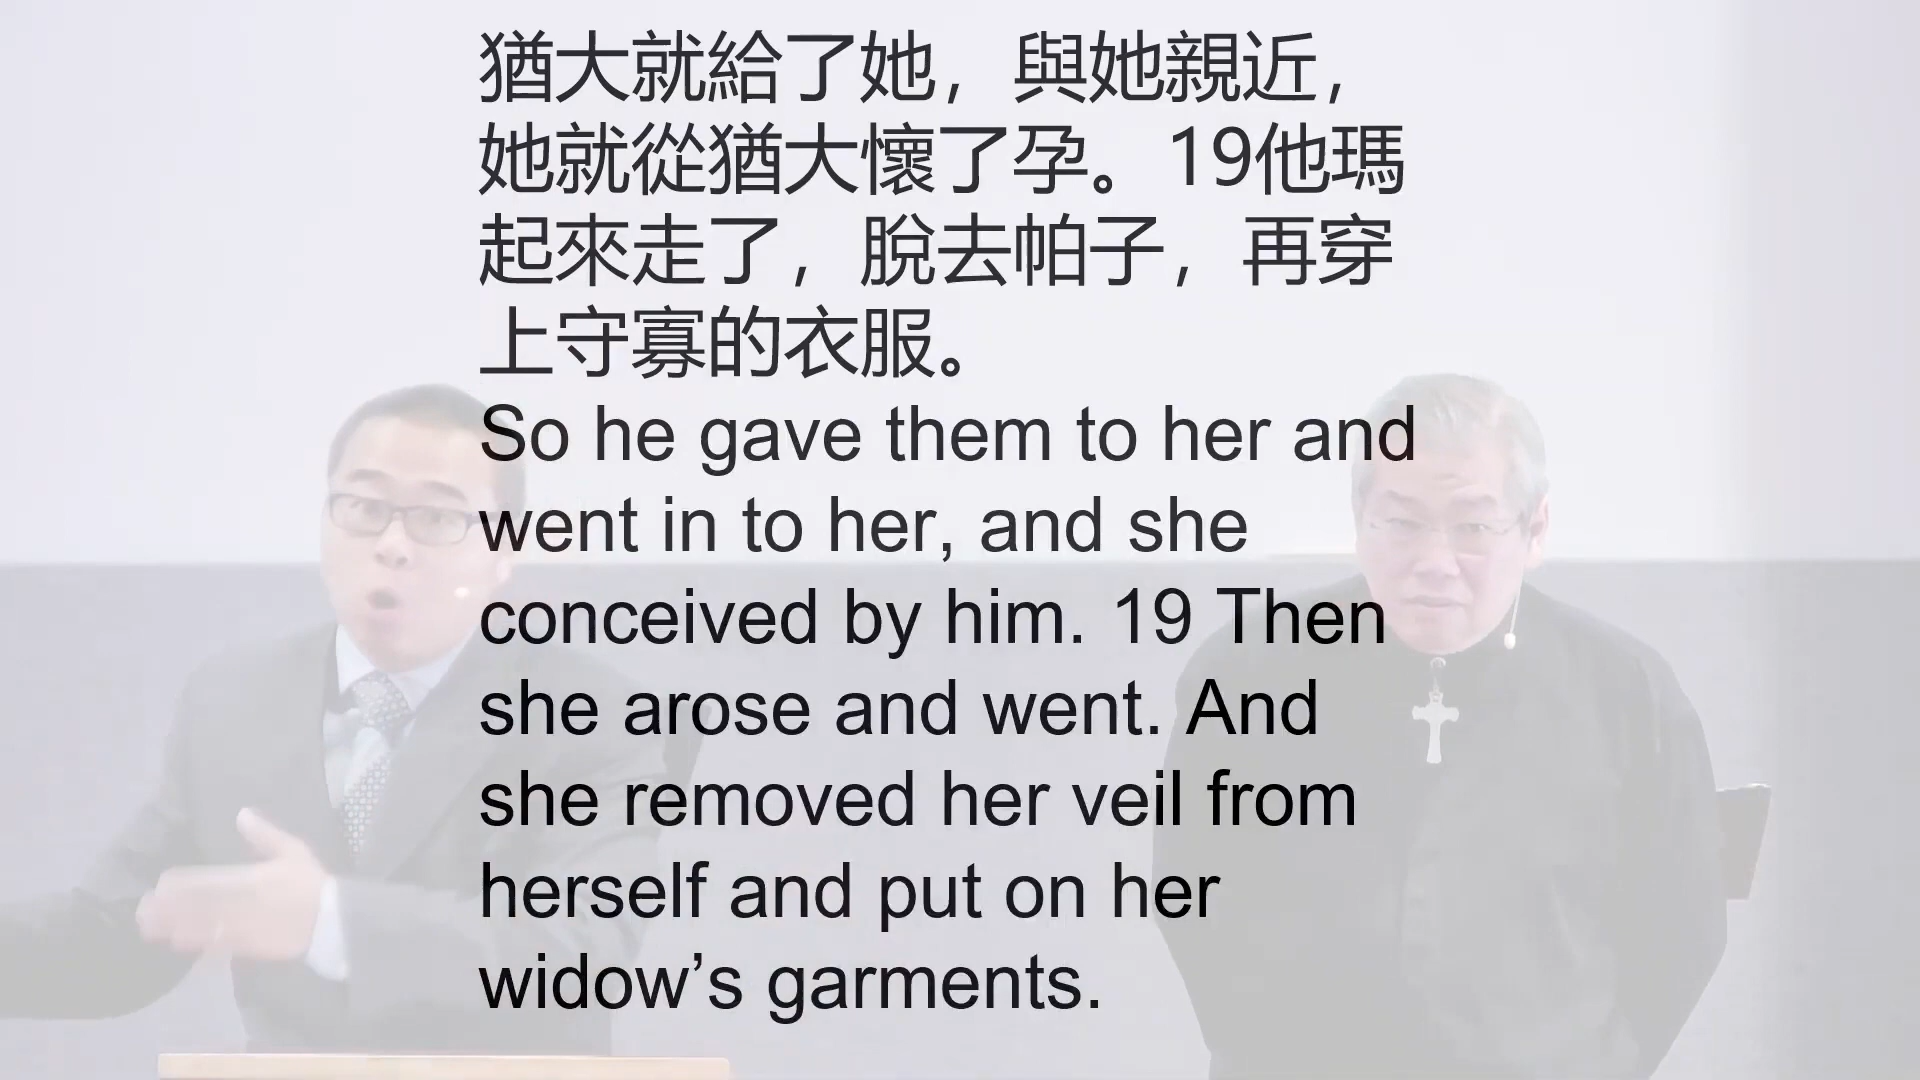 猶大就給了她，與她親近，
她就從猶大懷了孕。19他瑪
起來走了，脫去帕子，再穿
上守寡的衣服。
So he gave them to her and
went in to her, and she
conceived by him. 19 Then
she arose and went. And
she removed her veil from
herself and put on her
widow’s garments.